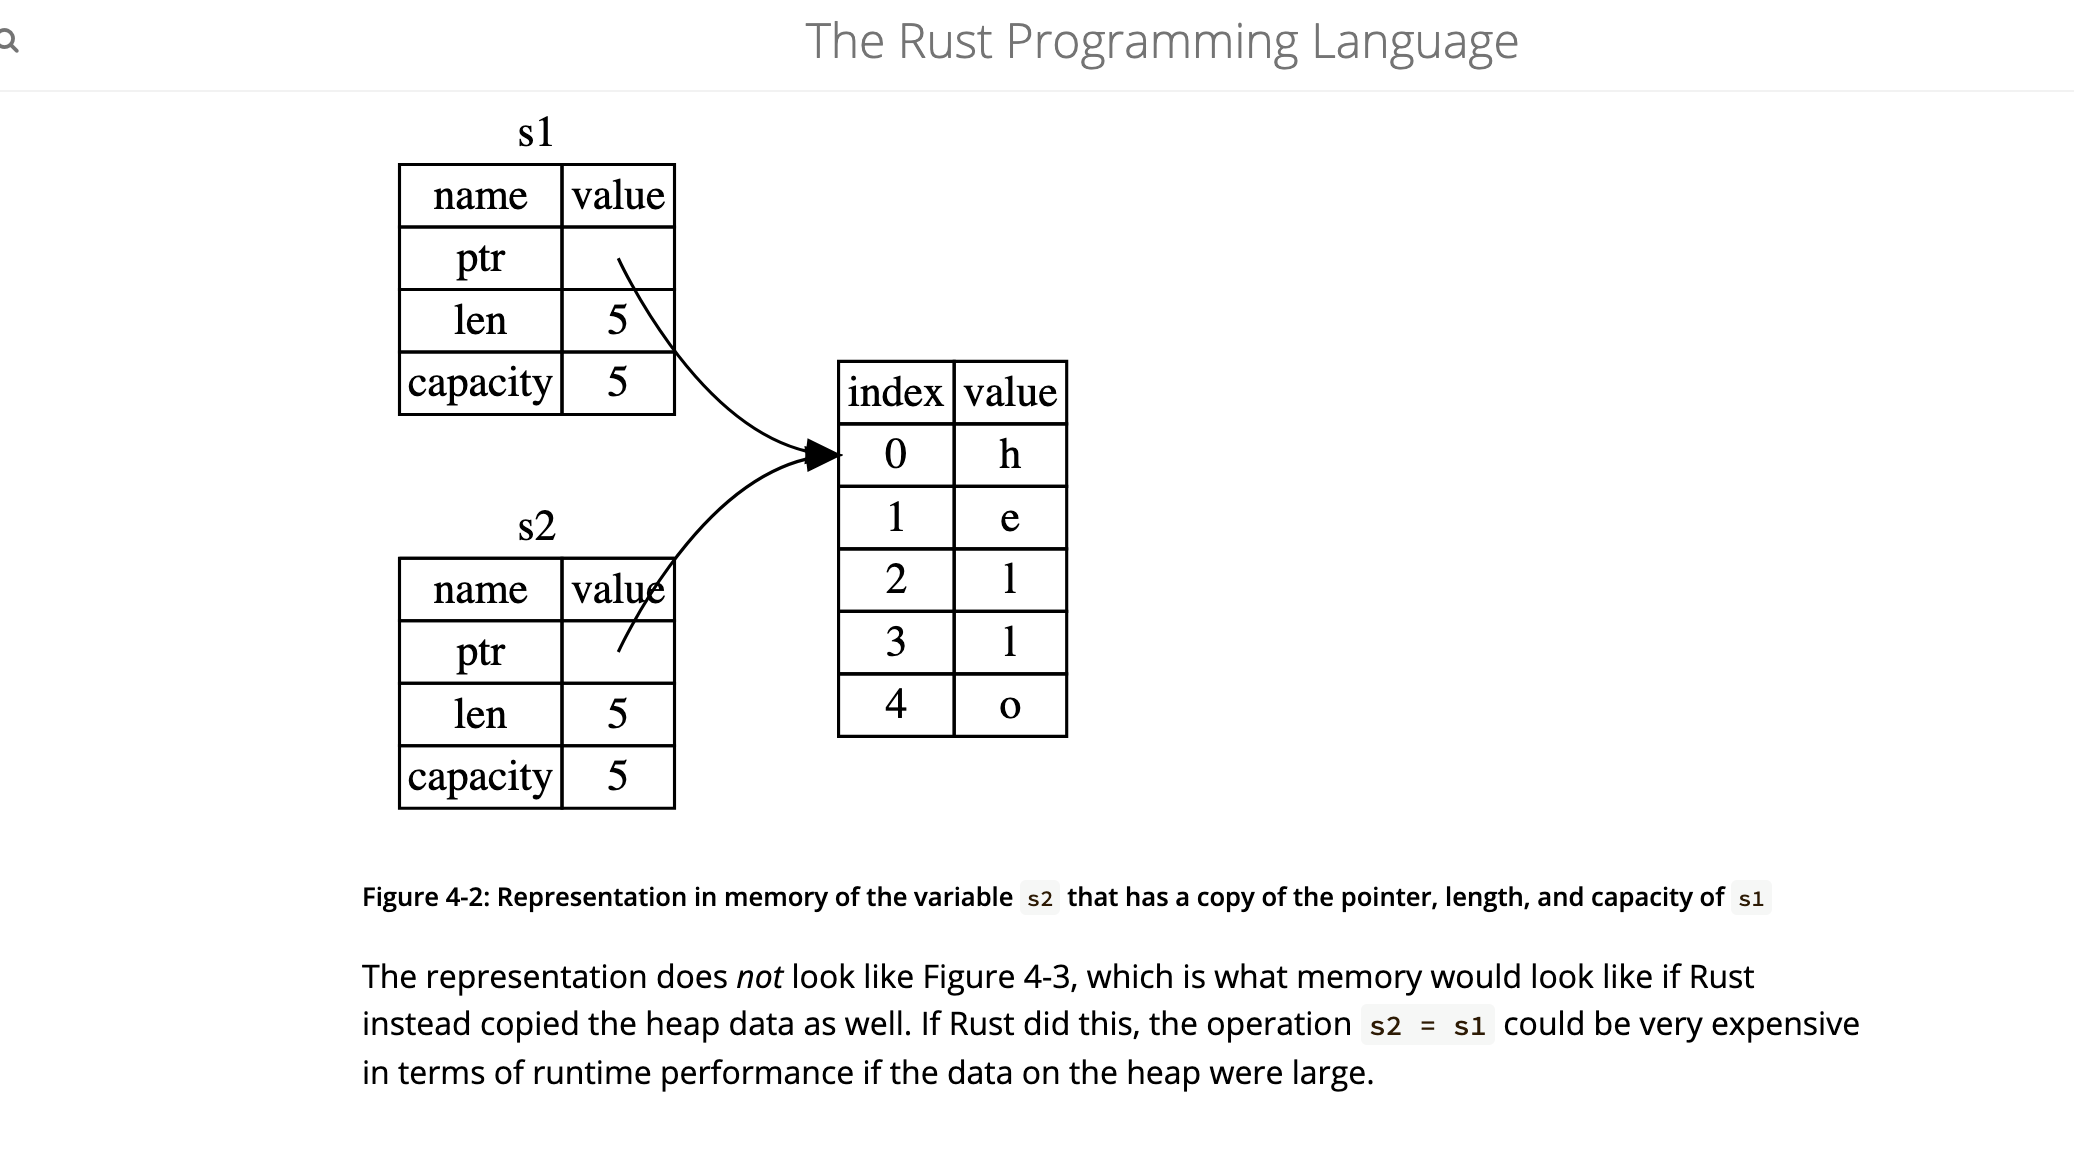 The Rust Programming Language
s1
name value
ptr
len 5
capacity 5
s2
name value
ptr
len 5
capacity 5
index value
0 h
1 e
2 l
3 l
4 o
Figure 4-2: Representation in memory of the variable s2 that has a copy of the pointer, length, and capacity of s1
The representation does not look like Figure 4-3, which is what memory would look like if Rust
instead copied the heap data as well. If Rust did this, the operation s2 = s1 could be very expensive
in terms of runtime performance if the data on the heap were large.